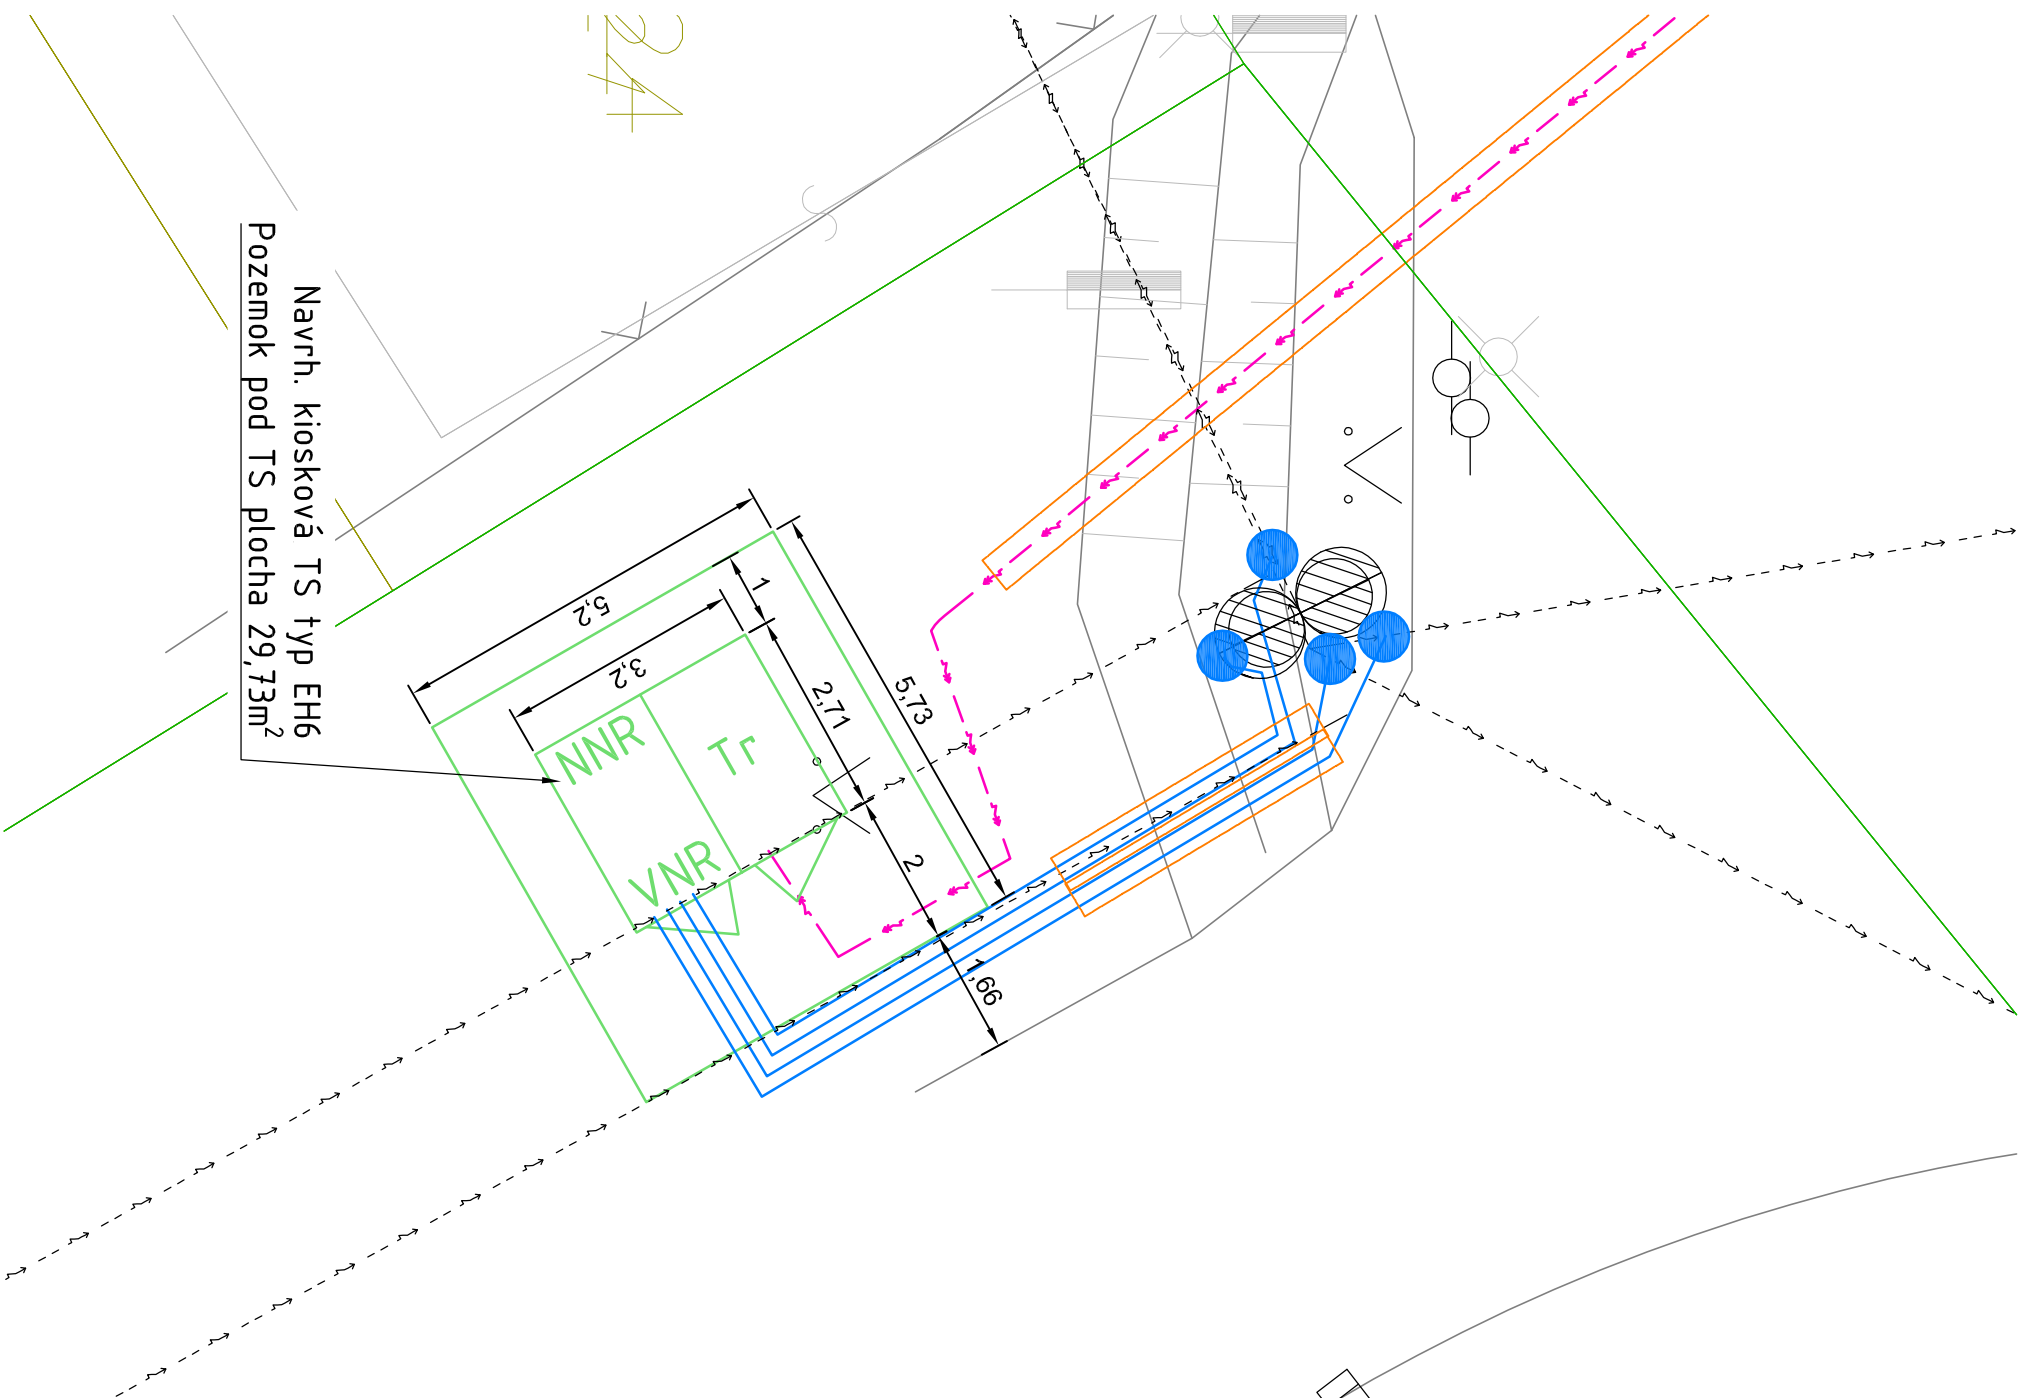 Navrh. kiosková TS typ EH6
Pozemok pod TS plocha 29,73m²
5,2
3,2
1
2,71
5,73
2
1,66
NNR
Tr
VNR